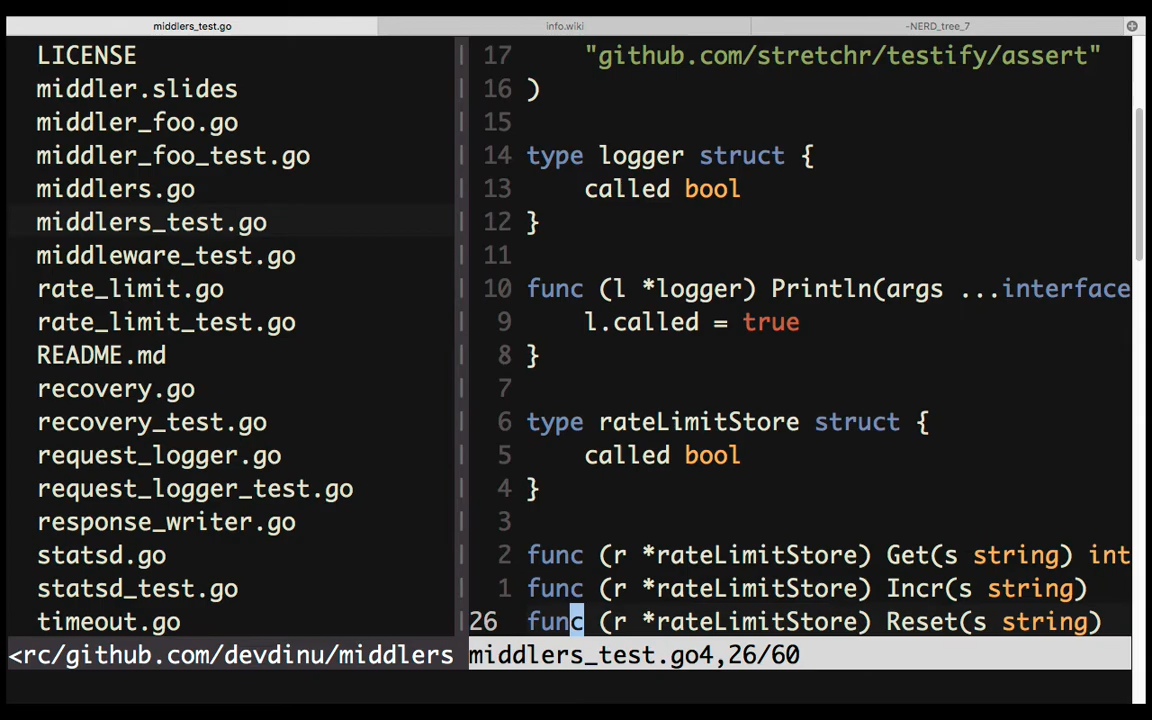 middlers_test.go
info.wiki
-NERD_tree_7
LICENSE
middler.slides
middler_foo.go
middler_foo_test.go
middlers.go
middlers_test.go
middleware_test.go
rate_limit.go
rate_limit_test.go
README.md
recovery.go
recovery_test.go
request_logger.go
request_logger_test.go
response_writer.go
statsd.go
statsd_test.go
timeout.go
<rc/github.com/devdinu/middlers
17 "github.com/stretchr/testify/assert"
16 )
15
14 type logger struct {
13 called bool
12 }
11
10 func (l *logger) Println(args ...interface
9 l.called = true
8 }
7
6 type rateLimitStore struct {
5 called bool
4 }
3
2 func (r *rateLimitStore) Get(s string) int
1 func (r *rateLimitStore) Incr(s string)
26 func (r *rateLimitStore) Reset(s string)
middlers_test.go4,26/60